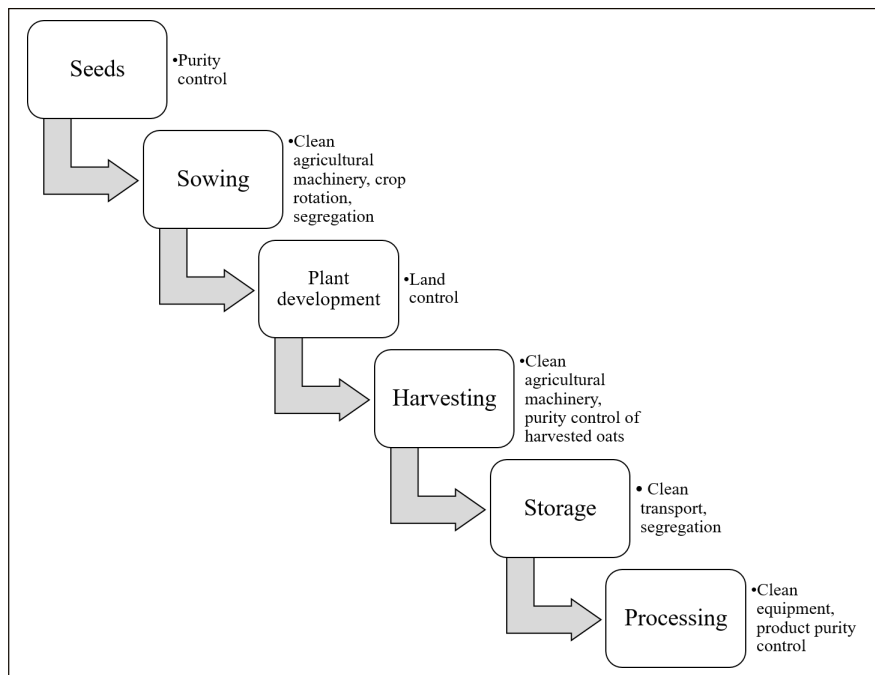 Seeds
•Purity
control
Sowing
•Clean
agricultural
machinery, crop
rotation,
segregation
Plant
development
•Land
control
Harvesting
•Clean
agricultural
machinery,
purity control of
harvested oats
Storage
• Clean
transport,
segregation
Processing
•Clean
equipment,
product purity
control